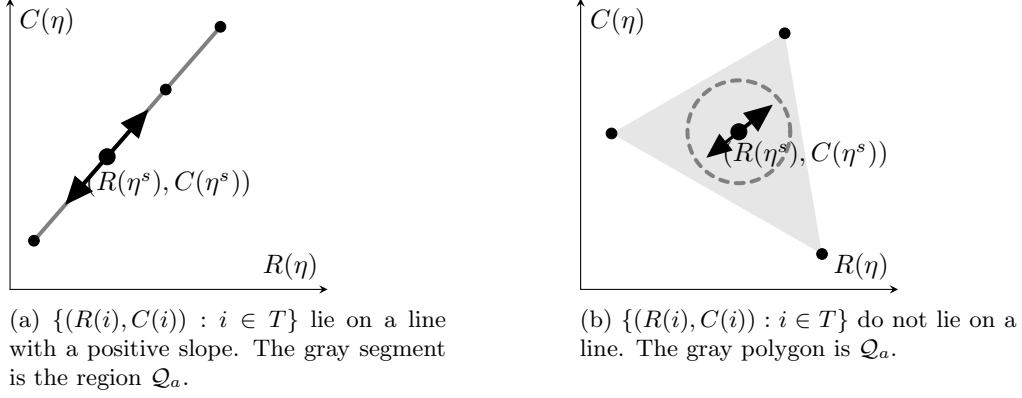 C(η)
(R(η^s), C(η^s))
R(η)
(a) {(R(i), C(i)) : i ∈ T} lie on a line
with a positive slope. The gray segment
is the region 𝒬_a.
C(η)
(R(η^s), C(η^s))
R(η)
(b) {(R(i), C(i)) : i ∈ T} do not lie on a
line. The gray polygon is 𝒬_a.